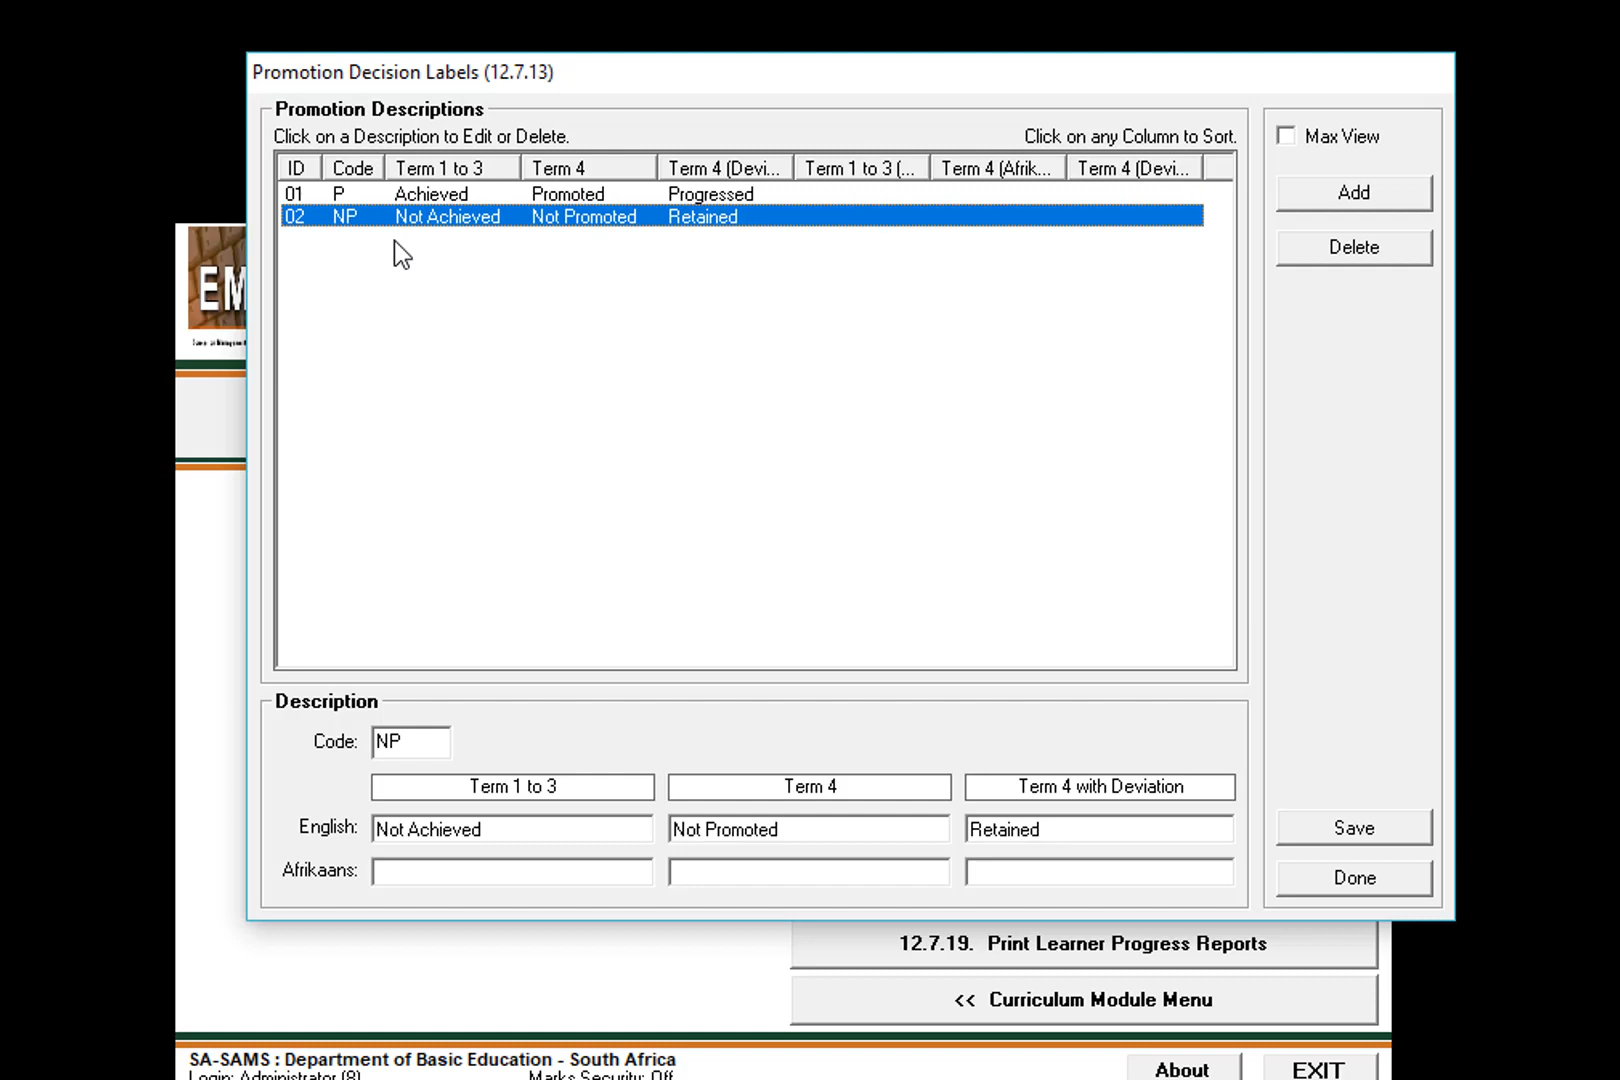 Promotion Decision Labels (12.7.13)
Promotion Descriptions
Click on a Description to Edit or Delete.
Click on any Column to Sort.
Max View
ID Code Term 1 to 3 Term 4 Term 4 (Devi... Term 1 to 3 (... Term 4 (Afrik... Term 4 (Devi...
01 P Achieved Promoted Progressed
02 NP Not Achieved Not Promoted Retained
Add
Delete
EM
Description
Code: NP
Term 1 to 3 Term 4 Term 4 with Deviation
English: Not Achieved Not Promoted Retained
Afrikaans:
Save
Done
12.7.19. Print Learner Progress Reports
<< Curriculum Module Menu
SA-SAMS : Department of Basic Education - South Africa
Login: Administrator (8) Marks Security: Off
About
EXIT